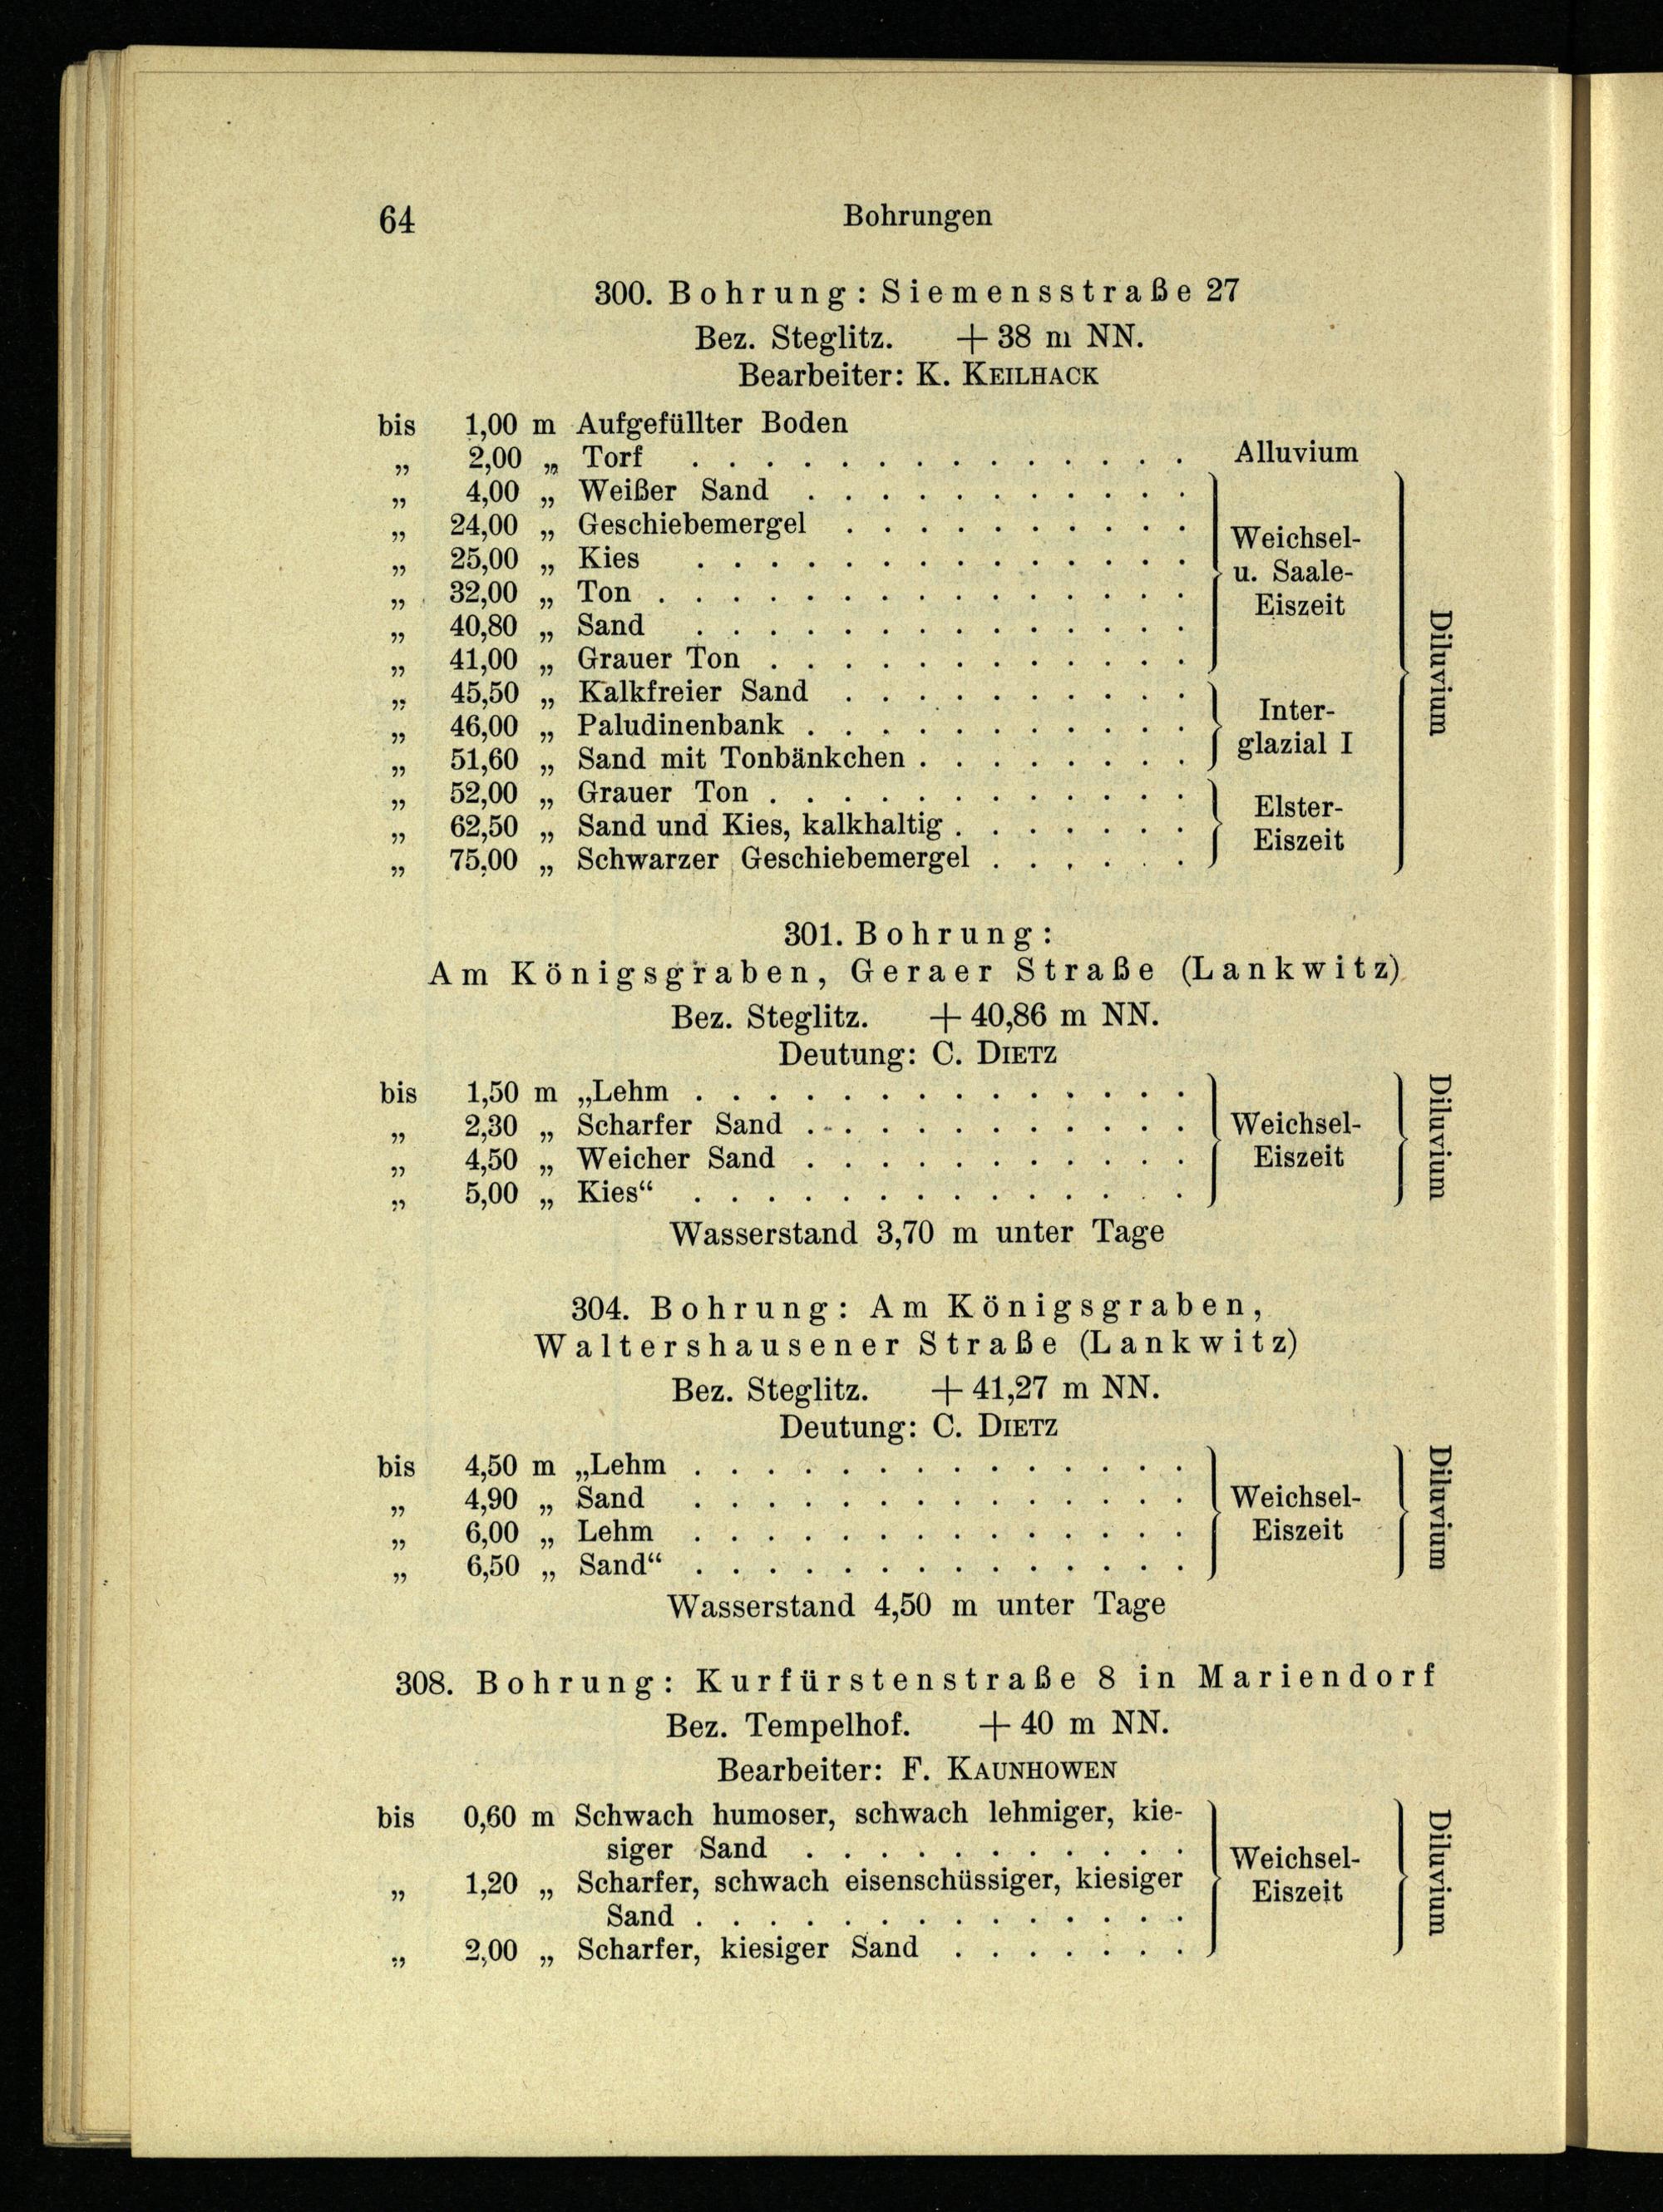 64
Bohrungen
300. Bohrung: Siemensstraße 27
Bez. Steglitz. + 38 m NN.
Bearbeiter: K. KEILHACK
bis 1,00 m Aufgefüllter Boden
„ 2,00 „ Torf . . . . . . . . . . . . . . Alluvium
„ 4,00 „ Weißer Sand . . . . . . . . . . .
„ 24,00 „ Geschiebemergel . . . . . . . . . .
Weichsel-
„ 25,00 „ Kies . . . . . . . . . . . . . .
u. Saale-
„ 32,00 „ Ton . . . . . . . . . . . . . . .
Eiszeit
„ 40,80 „ Sand . . . . . . . . . . . . . .
„ 41,00 „ Grauer Ton . . . . . . . . . . . .
Diluvium
„ 45,50 „ Kalkfreier Sand . . . . . . . . . .
Inter-
„ 46,00 „ Paludinenbank . . . . . . . . . . .
glazial I
„ 51,60 „ Sand mit Tonbänkchen . . . . . . . .
„ 52,00 „ Grauer Ton . . . . . . . . . . . .
Elster-
„ 62,50 „ Sand und Kies, kalkhaltig . . . . . . .
Eiszeit
„ 75,00 „ Schwarzer Geschiebemergel . . . . . .
301. Bohrung:
Am Königsgraben, Geraer Straße (Lankwitz)
Bez. Steglitz. + 40,86 m NN.
Deutung: C. DIETZ
bis 1,50 m „Lehm . . . . . . . . . . . . . .
„ 2,30 „ Scharfer Sand . . . . . . . . . . . Weichsel-
Diluvium
„ 4,50 „ Weicher Sand . . . . . . . . . . . Eiszeit
„ 5,00 „ Kies“ . . . . . . . . . . . . . .
Wasserstand 3,70 m unter Tage
304. Bohrung: Am Königsgraben,
Waltershausener Straße (Lankwitz)
Bez. Steglitz. + 41,27 m NN.
Deutung: C. DIETZ
bis 4,50 m „Lehm . . . . . . . . . . . . . .
„ 4,90 „ Sand . . . . . . . . . . . . . . Weichsel-
Diluvium
„ 6,00 „ Lehm . . . . . . . . . . . . . . Eiszeit
„ 6,50 „ Sand“ . . . . . . . . . . . . . .
Wasserstand 4,50 m unter Tage
308. Bohrung: Kurfürstenstraße 8 in Mariendorf
Bez. Tempelhof. + 40 m NN.
Bearbeiter: F. KAUNHOWEN
bis 0,60 m Schwach humoser, schwach lehmiger, kie-
siger Sand . . . . . . . . . . .
Weichsel-
Diluvium
„ 1,20 „ Scharfer, schwach eisenschüssiger, kiesiger
Eiszeit
Sand . . . . . . . . . . . . . .
„ 2,00 „ Scharfer, kiesiger Sand . . . . . . .